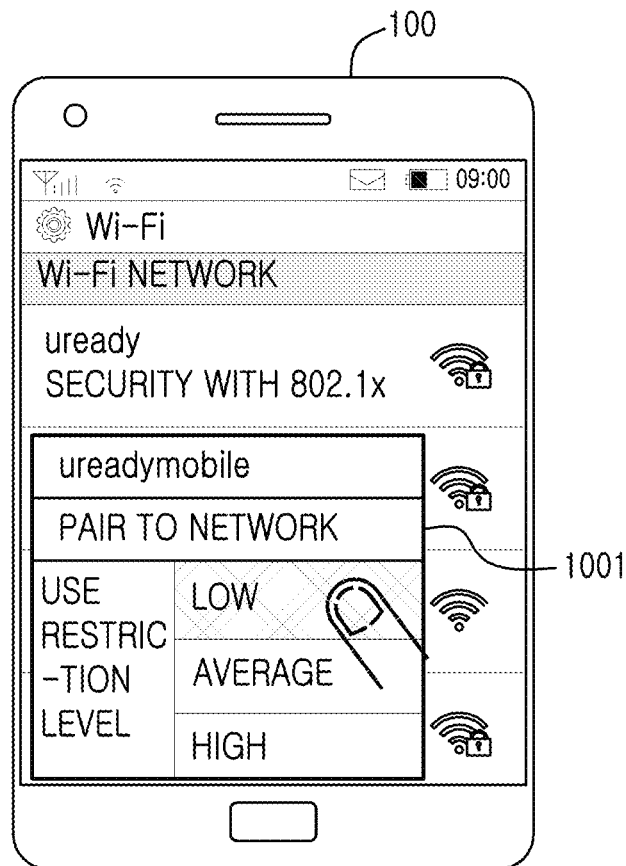 100
09:00
Wi-Fi
Wi-Fi NETWORK
uready
SECURITY WITH 802.1x
ureadymobile
PAIR TO NETWORK
1001
USE
RESTRIC
-TION
LEVEL
LOW
AVERAGE
HIGH